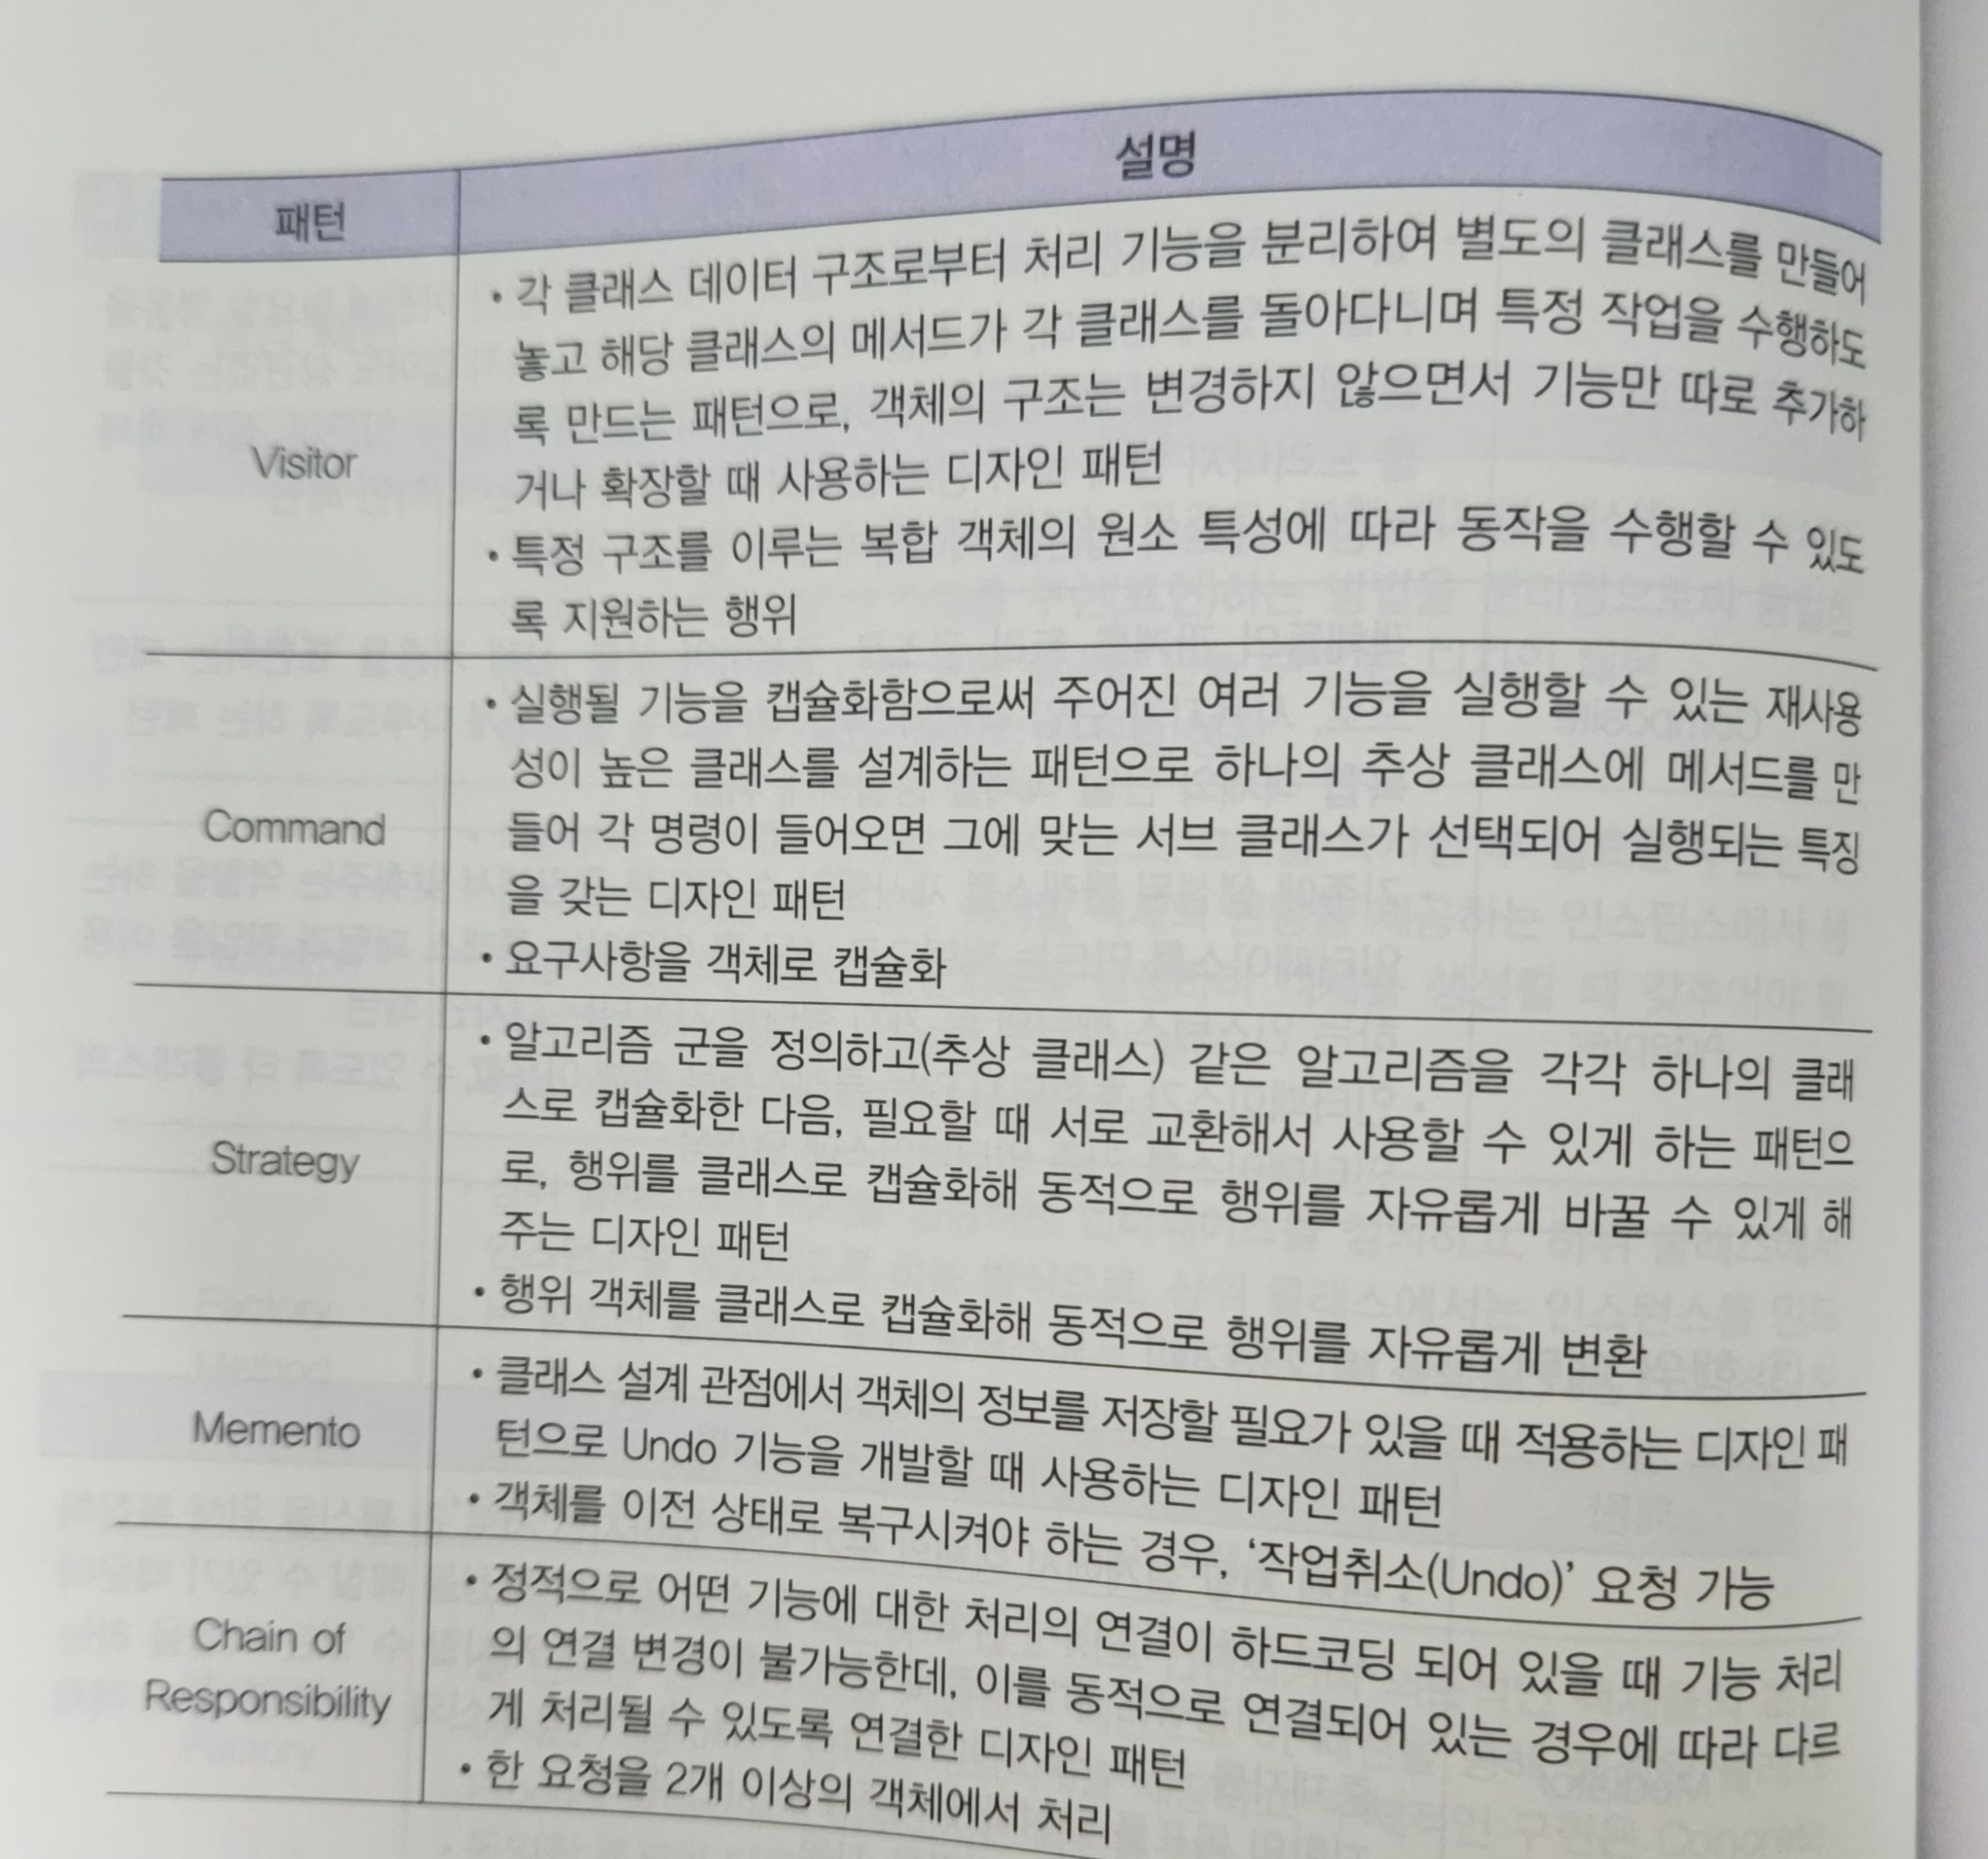 패턴
설명
Visitor
• 각 클래스 데이터 구조로부터 처리 기능을 분리하여 별도의 클래스를 만들어
놓고 해당 클래스의 메서드가 각 클래스를 돌아다니며 특정 작업을 수행하도
록 만드는 패턴으로, 객체의 구조는 변경하지 않으면서 기능만 따로 추가하
거나 확장할 때 사용하는 디자인 패턴
• 특정 구조를 이루는 복합 객체의 원소 특성에 따라 동작을 수행할 수 있도
록 지원하는 행위
Command
• 실행될 기능을 캡슐화함으로써 주어진 여러 기능을 실행할 수 있는 재사용
성이 높은 클래스를 설계하는 패턴으로 하나의 추상 클래스에 메서드를 만
들어 각 명령이 들어오면 그에 맞는 서브 클래스가 선택되어 실행되는 특징
을 갖는 디자인 패턴
• 요구사항을 객체로 캡슐화
Strategy
• 알고리즘 군을 정의하고(추상 클래스) 같은 알고리즘을 각각 하나의 클래
스로 캡슐화한 다음, 필요할 때 서로 교환해서 사용할 수 있게 하는 패턴으
로, 행위를 클래스로 캡슐화해 동적으로 행위를 자유롭게 바꿀 수 있게 해
주는 디자인 패턴
• 행위 객체를 클래스로 캡슐화해 동적으로 행위를 자유롭게 변환
Memento
• 클래스 설계 관점에서 객체의 정보를 저장할 필요가 있을 때 적용하는 디자인 패
턴으로 Undo 기능을 개발할 때 사용하는 디자인 패턴
• 객체를 이전 상태로 복구시켜야 하는 경우, ‘작업취소(Undo)’ 요청 가능
Chain of
Responsibility
• 정적으로 어떤 기능에 대한 처리의 연결이 하드코딩 되어 있을 때 기능 처리
의 연결 변경이 불가능한데, 이를 동적으로 연결되어 있는 경우에 따라 다르
게 처리될 수 있도록 연결한 디자인 패턴
• 한 요청을 2개 이상의 객체에서 처리